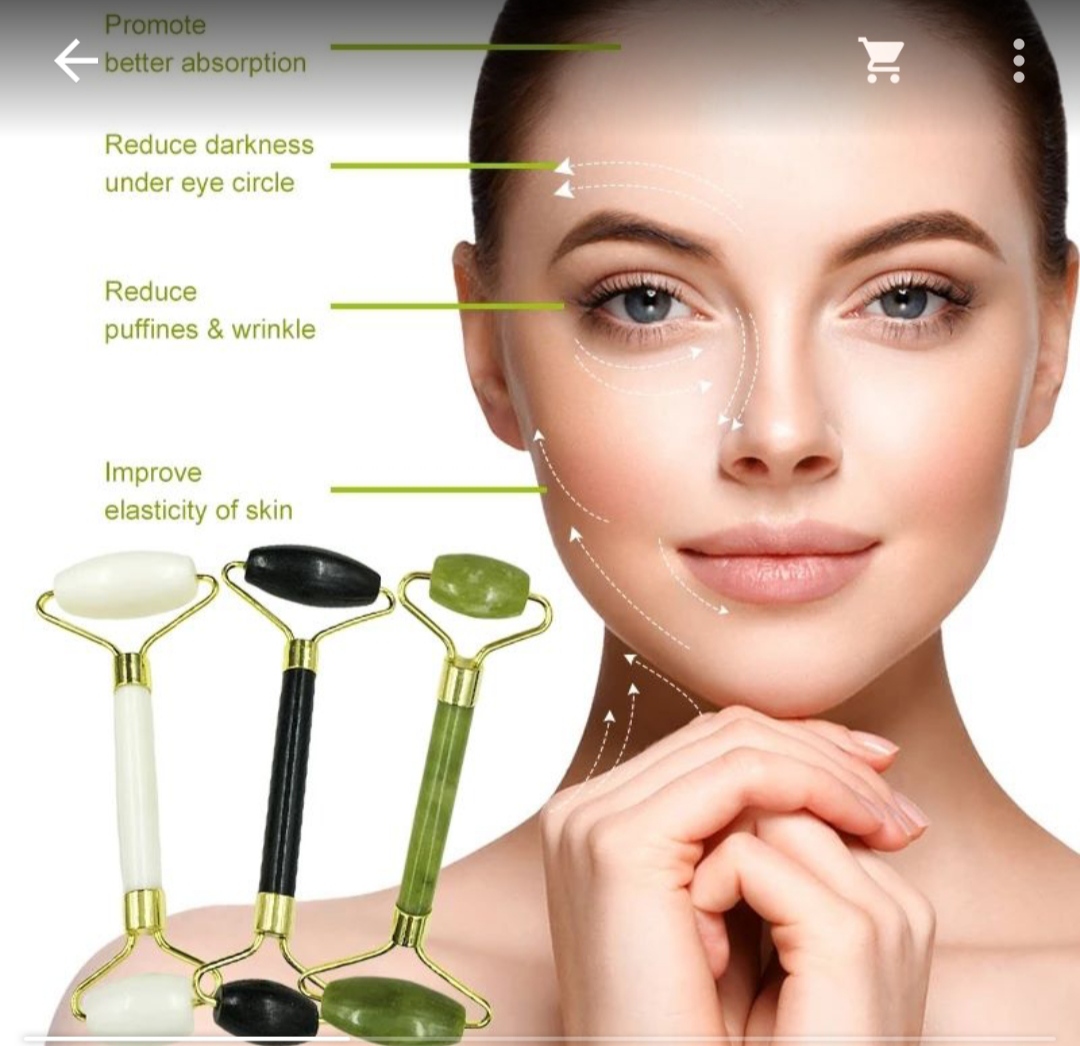 Promote
better absorption
Reduce darkness
under eye circle
Reduce
puffines & wrinkle
Improve
elasticity of skin